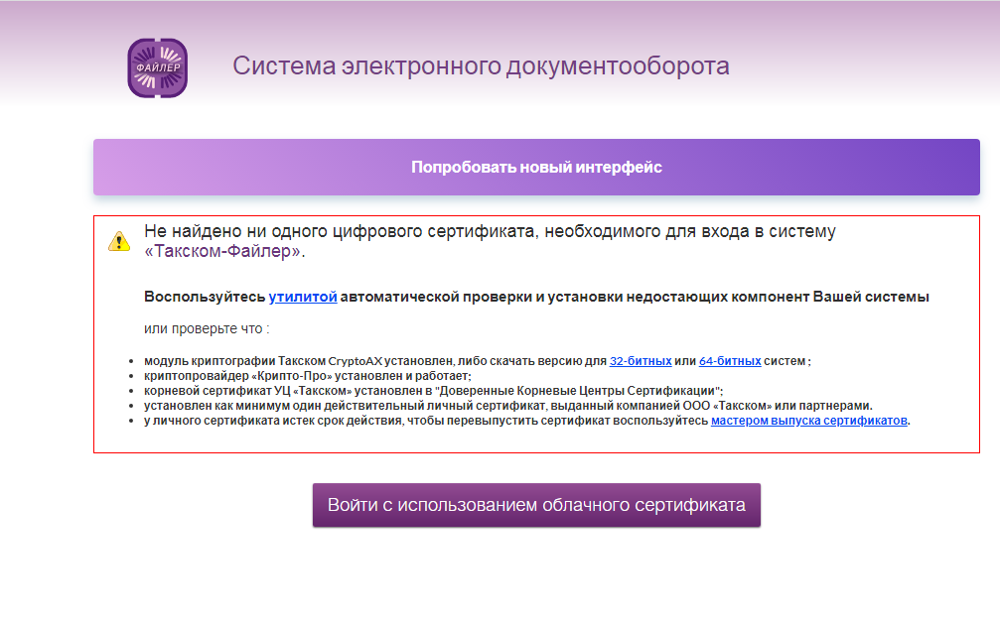 ФАЙЛЕР
Система электронного документооборота
Попробовать новый интерфейс
Не найдено ни одного цифрового сертификата, необходимого для входа в систему
«Такском-Файлер».
Воспользуйтесь утилитой автоматической проверки и установки недостающих компонент Вашей системы
или проверьте что :
• модуль криптографии Такском CryptoAX установлен, либо скачать версию для 32-битных или 64-битных систем ;
• криптопровайдер «Крипто-Про» установлен и работает;
• корневой сертификат УЦ «Такском» установлен в "Доверенные Корневые Центры Сертификации";
• установлен как минимум один действительный личный сертификат, выданный компанией ООО «Такском» или партнерами.
• у личного сертификата истек срок действия, чтобы перевыпустить сертификат воспользуйтесь мастером выпуска сертификатов.
Войти с использованием облачного сертификата